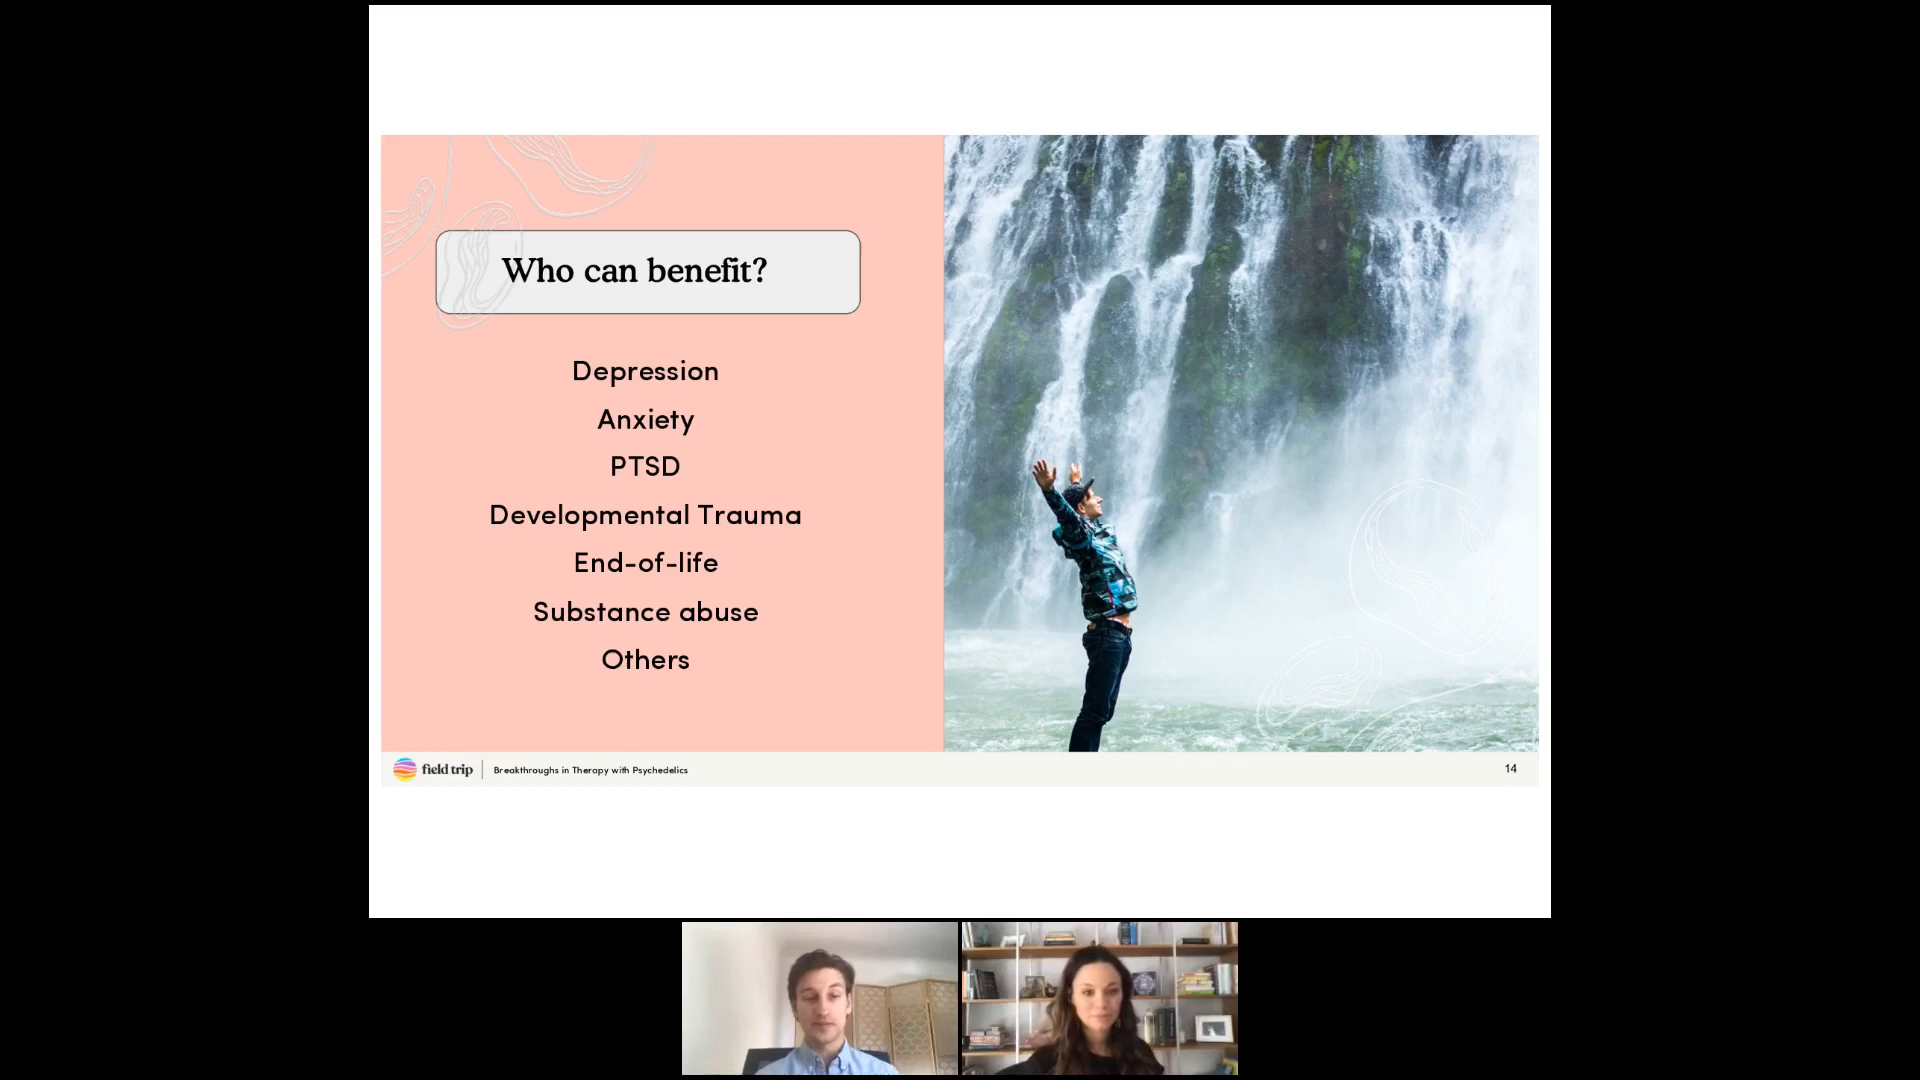 Who can benefit?
Depression
Anxiety
PTSD
Developmental Trauma
End-of-life
Substance abuse
Others
field trip
Breakthroughs in Therapy with Psychedelics
14